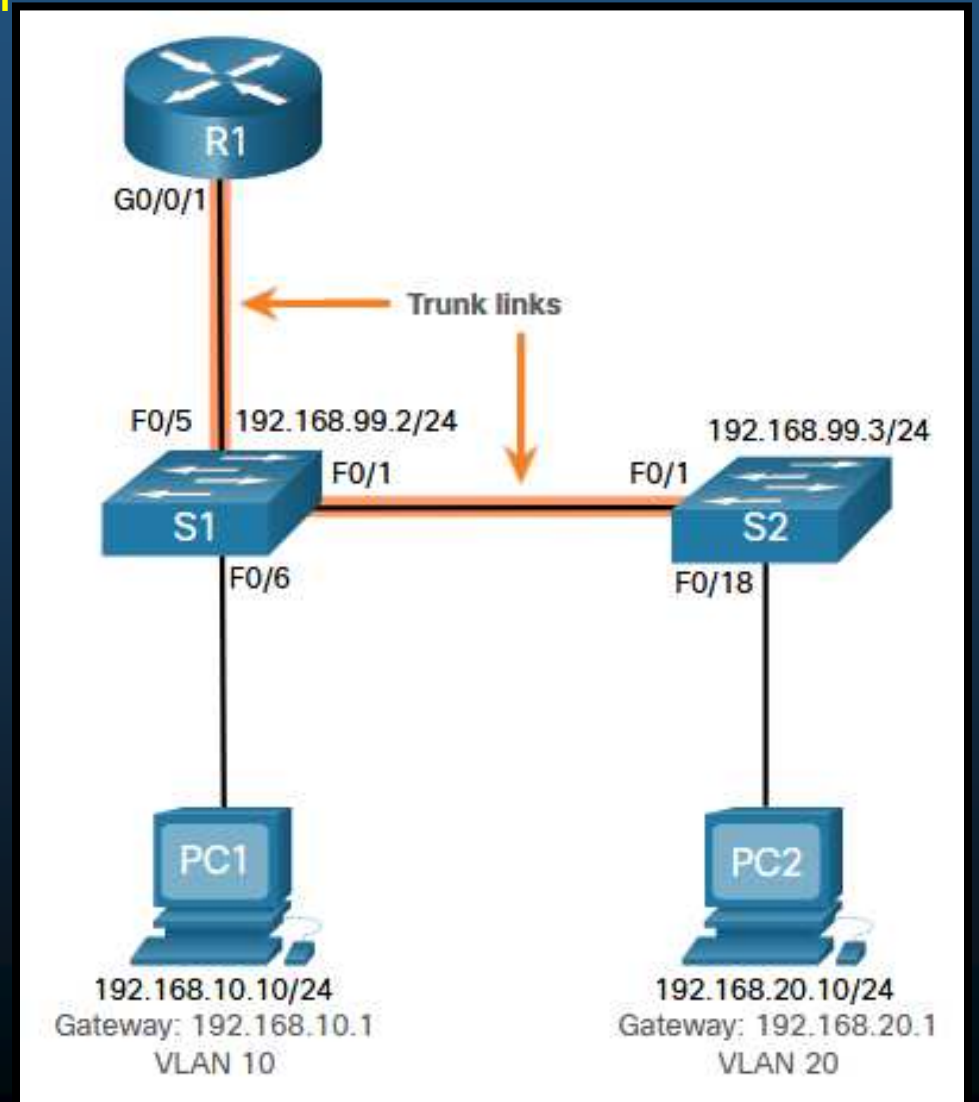 R1
G0/0/1
Trunk links
F0/5
192.168.99.2/24
192.168.99.3/24
F0/1
F0/1
S1
S2
F0/6
F0/18
PC1
PC2
192.168.10.10/24
Gateway: 192.168.10.1
VLAN 10
192.168.20.10/24
Gateway: 192.168.20.1
VLAN 20